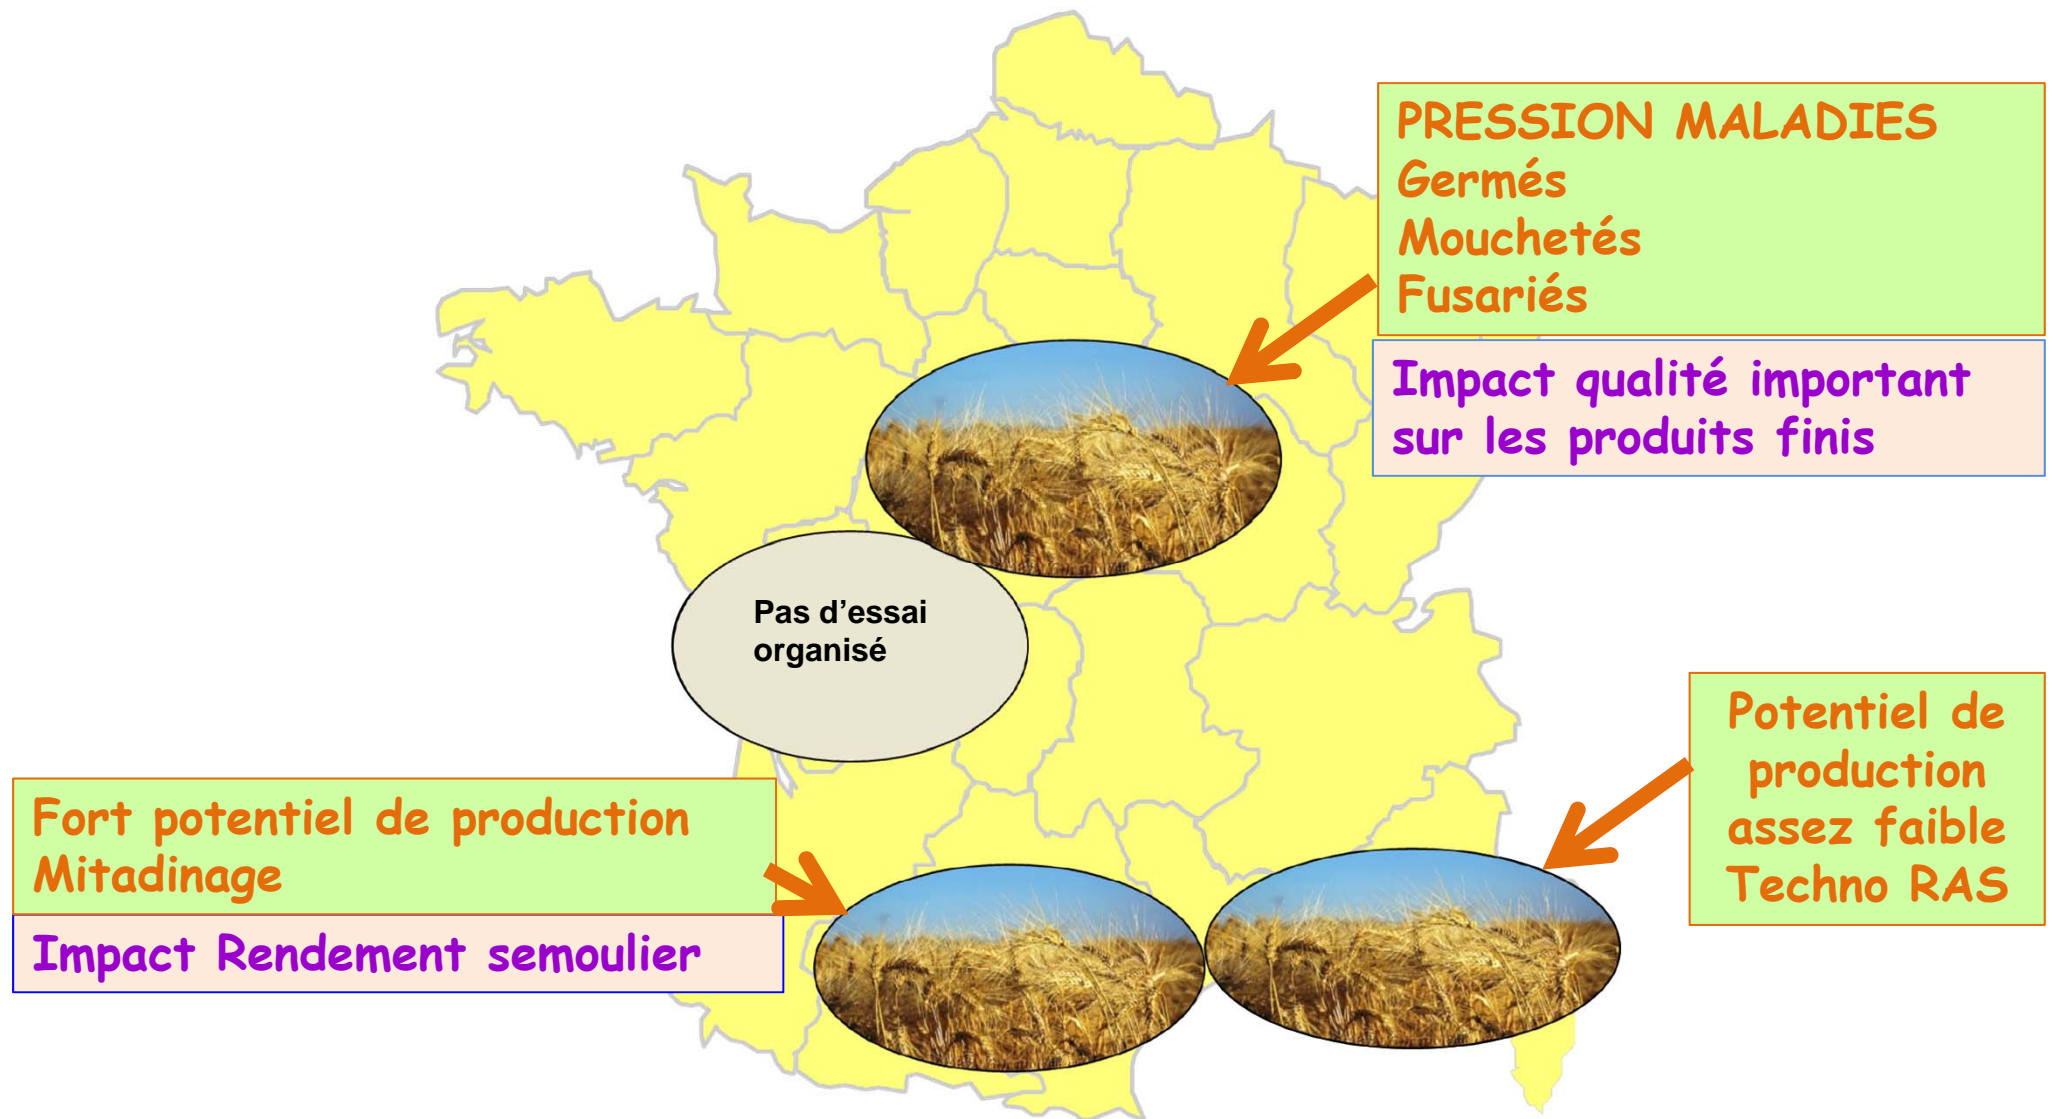 PRESSION MALADIES
Germés
Mouchetés
Fusariés
Impact qualité important
sur les produits finis
Pas d’essai
organisé
Potentiel de
production
assez faible
Techno RAS
Fort potentiel de production
Mitadinage
Impact Rendement semoulier